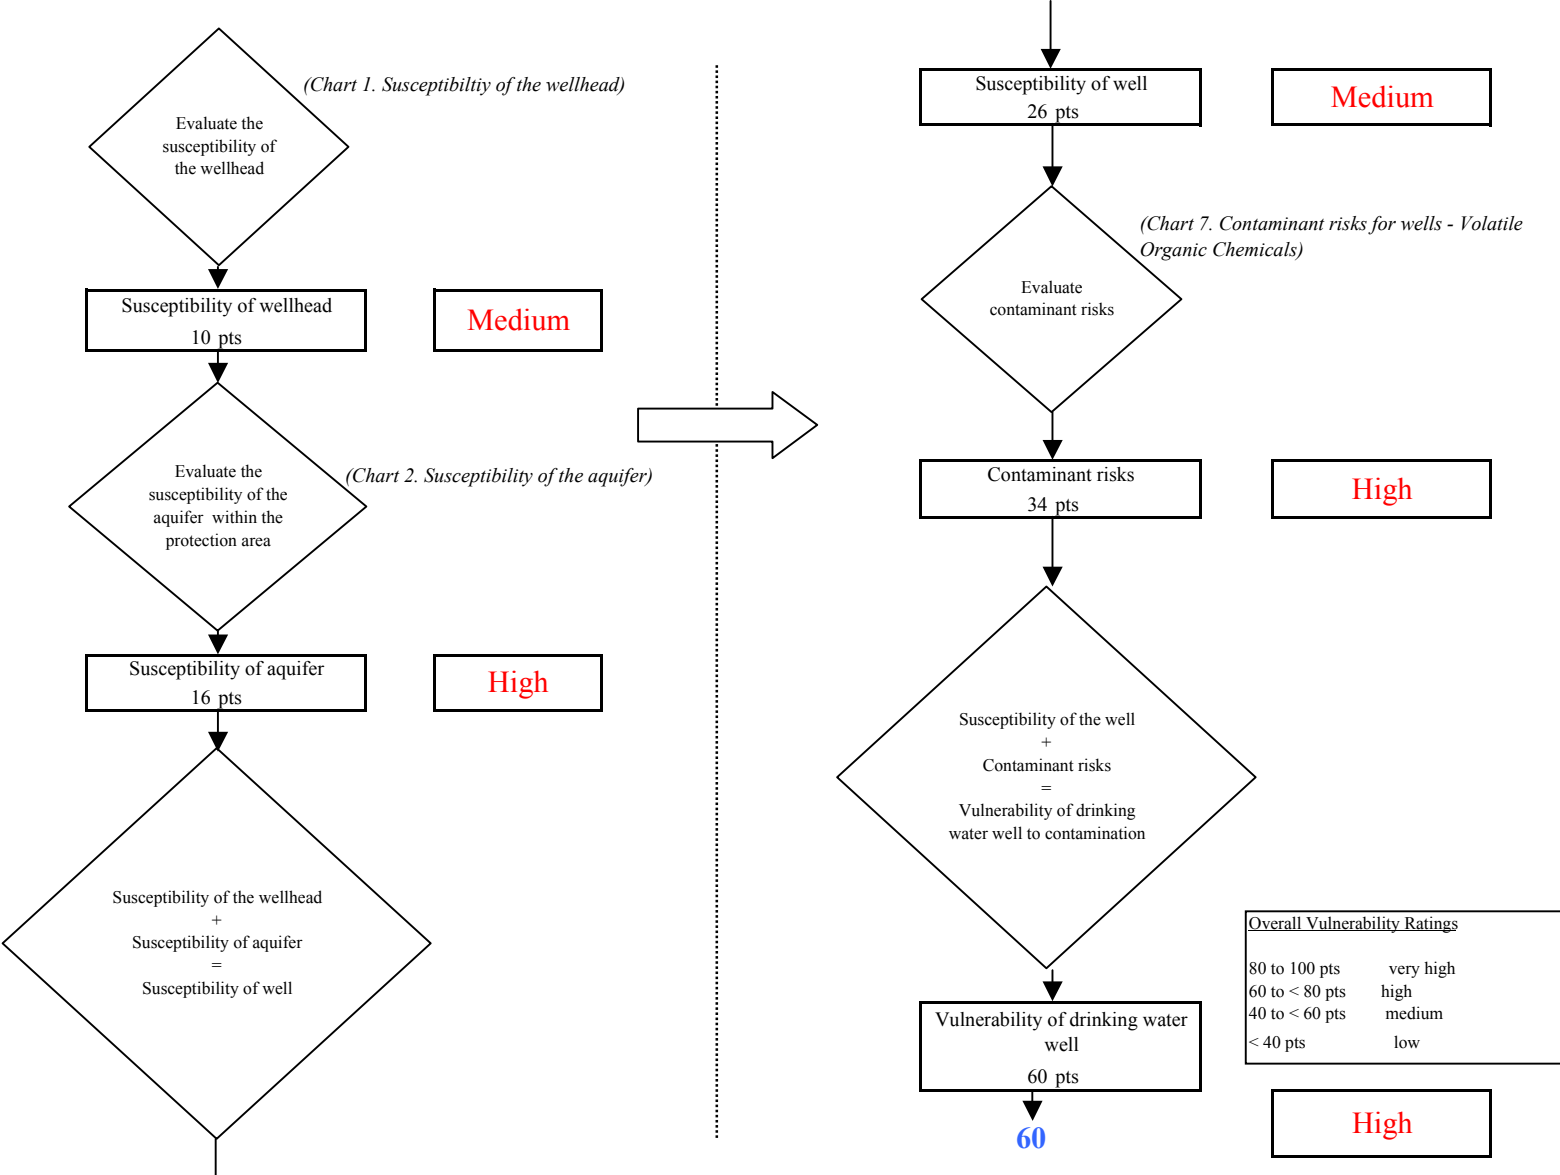 (Chart 1. Susceptibiltiy of the wellhead)
Evaluate the
susceptibility of
the wellhead
Susceptibility of wellhead
10 pts
Medium
Evaluate the
susceptibility of the
aquifer within the
protection area
(Chart 2. Susceptibility of the aquifer)
Susceptibility of aquifer
16 pts
High
Susceptibility of the wellhead
+
Susceptibility of aquifer
=
Susceptibility of well
Susceptibility of well
26 pts
Medium
(Chart 7. Contaminant risks for wells - Volatile
Organic Chemicals)
Evaluate
contaminant risks
Contaminant risks
34 pts
High
Susceptibility of the well
+
Contaminant risks
=
Vulnerability of drinking
water well to contamination
Overall Vulnerability Ratings
80 to 100 pts very high
60 to < 80 pts high
40 to < 60 pts medium
< 40 pts low
Vulnerability of drinking water
well
60 pts
60
High